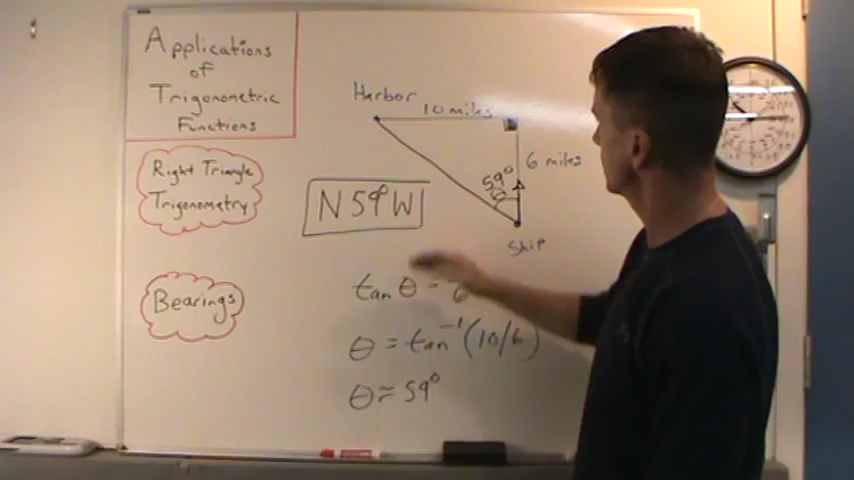 Applications
of
Trigonometric
Functions
Right Triangle
Trigonometry
Bearings
Harbor
10 miles
6 miles
59°
θ
Ship
N 59° W
tan θ = 6
θ = tan⁻¹(10/6)
θ ≈ 59°